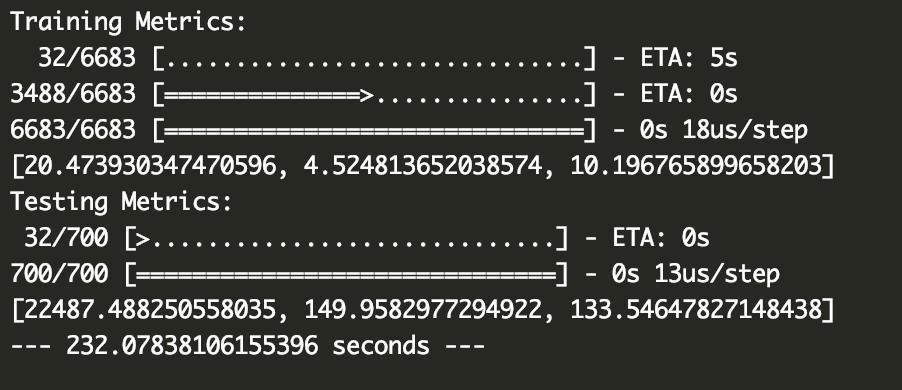 Training Metrics:
32/6683 [..............................] - ETA: 5s
3488/6683 [==============>...............] - ETA: 0s
6683/6683 [==============================] - 0s 18us/step
[20.473930347470596, 4.524813652038574, 10.196765899658203]
Testing Metrics:
32/700 [>.............................] - ETA: 0s
700/700 [==============================] - 0s 13us/step
[22487.488250558035, 149.9582977294922, 133.54647827148438]
--- 232.07838106155396 seconds ---